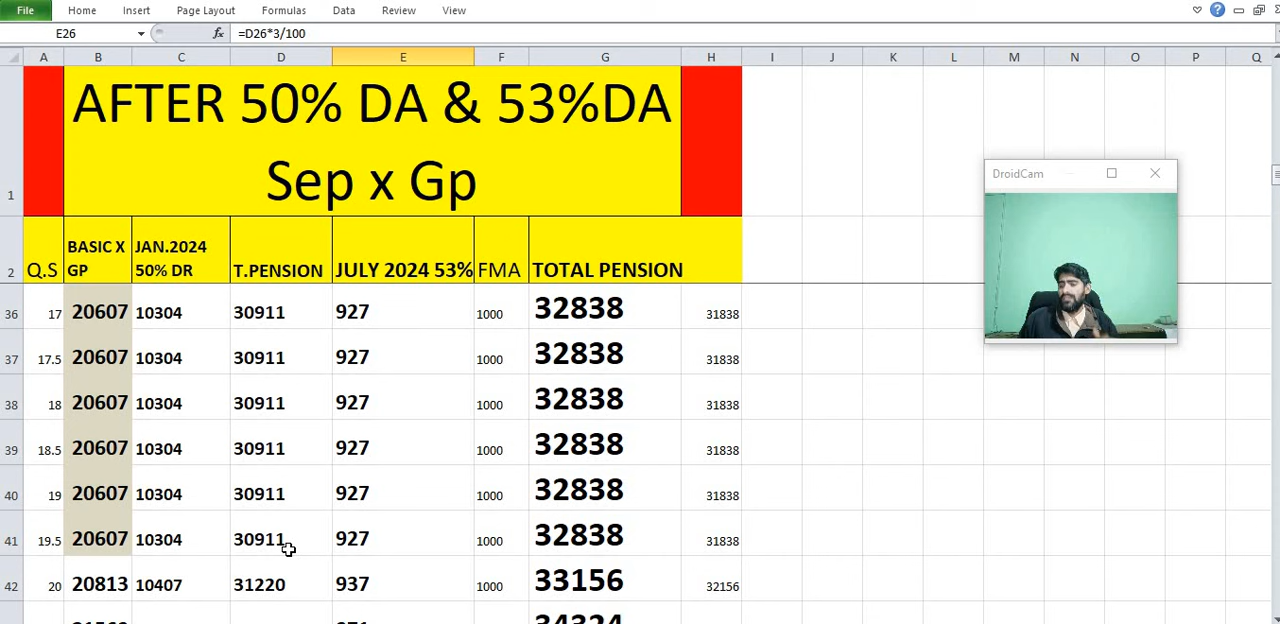 File Home Insert Page Layout Formulas Data Review View
E26 fx =D26*3/100
A B C D E F G H I J K L M N O P Q
1 AFTER 50% DA & 53%DA
Sep x Gp
DroidCam
2 Q.S BASIC X GP JAN.2024 50% DR T.PENSION JULY 2024 53% FMA TOTAL PENSION
36 17 20607 10304 30911 927 1000 32838 31838
37 17.5 20607 10304 30911 927 1000 32838 31838
38 18 20607 10304 30911 927 1000 32838 31838
39 18.5 20607 10304 30911 927 1000 32838 31838
40 19 20607 10304 30911 927 1000 32838 31838
41 19.5 20607 10304 30911 927 1000 32838 31838
42 20 20813 10407 31220 937 1000 33156 32156